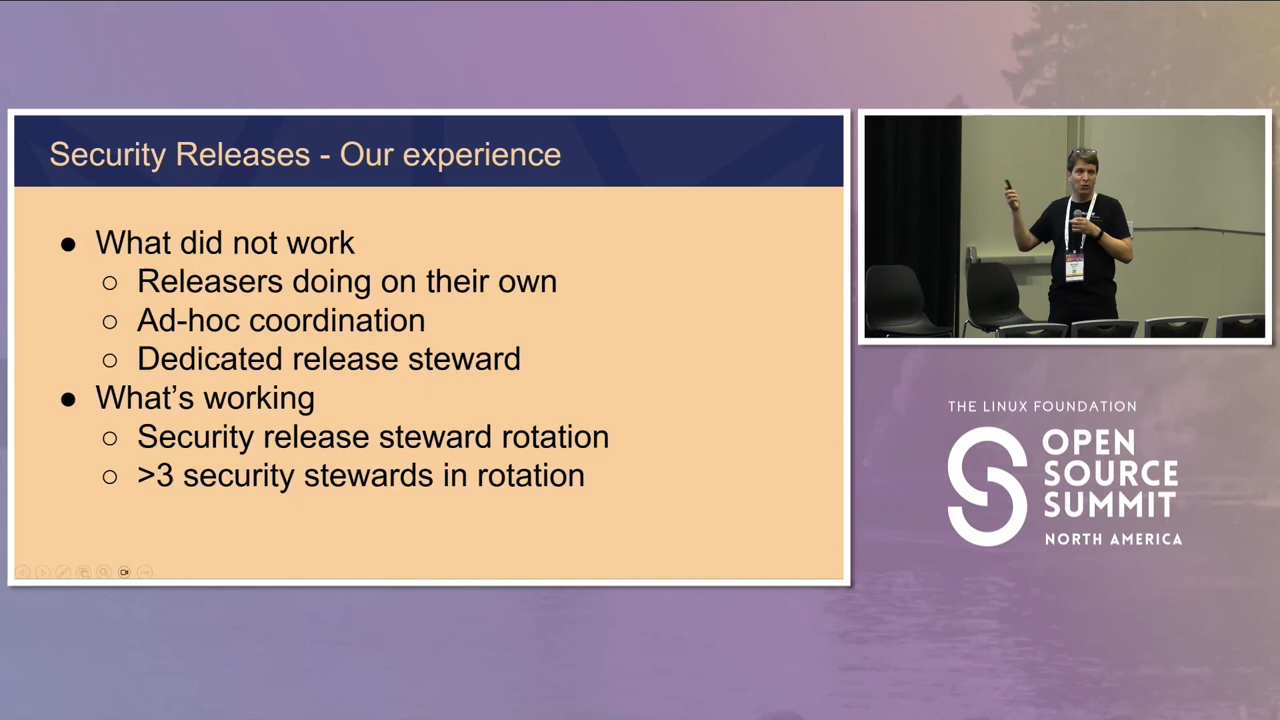 Security Releases - Our experience
● What did not work
○ Releasers doing on their own
○ Ad-hoc coordination
○ Dedicated release steward
● What’s working
○ Security release steward rotation
○ >3 security stewards in rotation
THE LINUX FOUNDATION
OPEN
SOURCE
SUMMIT
NORTH AMERICA